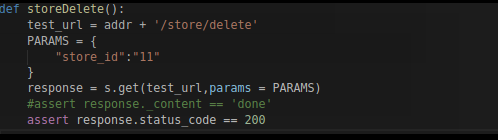 def storeDelete():
    test_url = addr + '/store/delete'
    PARAMS = {
        "store_id":"11"
    }
    response = s.get(test_url,params = PARAMS)
    #assert response._content == 'done'
    assert response.status_code == 200